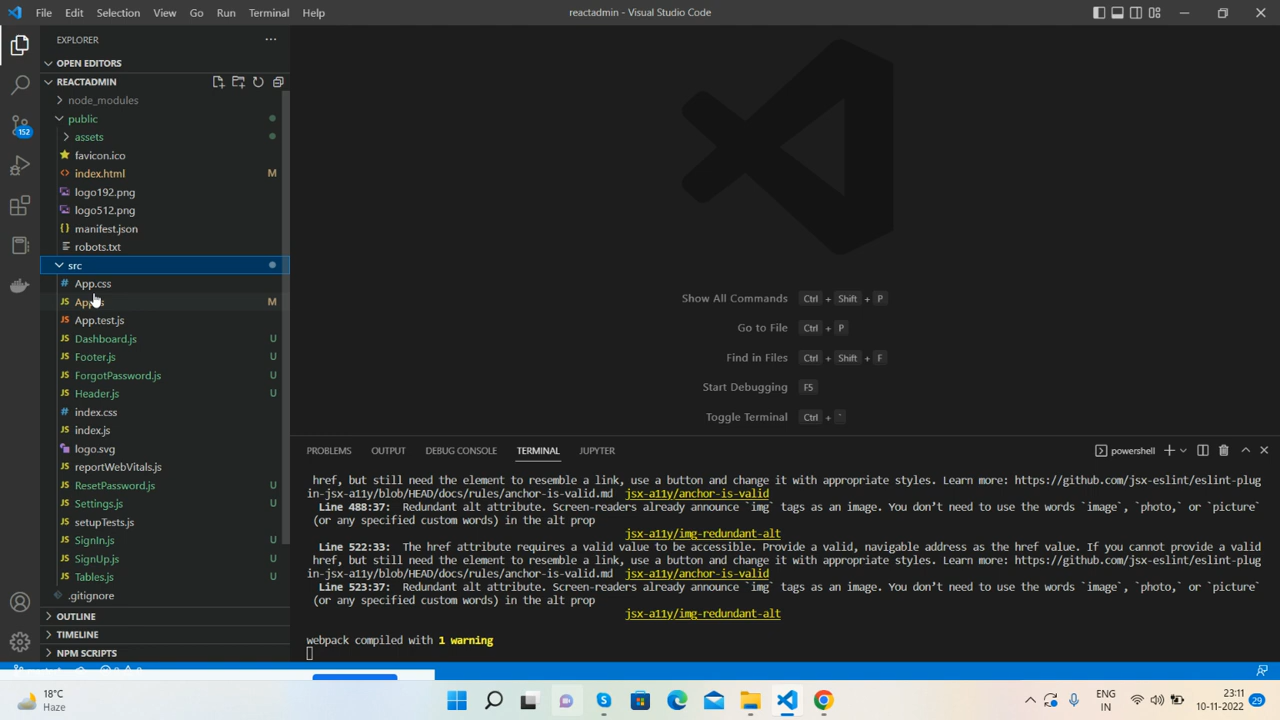 File Edit Selection View Go Run Terminal Help
reactadmin - Visual Studio Code
EXPLORER
OPEN EDITORS
REACTADMIN
node_modules
public
assets
favicon.ico
index.html M
logo192.png
logo512.png
manifest.json
robots.txt
src
App.css
M
App.test.js
Dashboard.js U
Footer.js U
ForgotPassword.js U
Header.js U
index.css
index.js
logo.svg
reportWebVitals.js
ResetPassword.js U
Settings.js U
setupTests.js
SignIn.js U
SignUp.js U
Tables.js U
.gitignore
OUTLINE
TIMELINE
NPM SCRIPTS
152
Show All Commands Ctrl + Shift + P
Go to File Ctrl + P
Find in Files Ctrl + Shift + F
Start Debugging F5
Toggle Terminal Ctrl + `
PROBLEMS OUTPUT DEBUG CONSOLE TERMINAL JUPYTER
powershell
href, but still need the element to resemble a link, use a button and change it with appropriate styles. Learn more: https://github.com/jsx-eslint/eslint-plug
in-jsx-a11y/blob/HEAD/docs/rules/anchor-is-valid.md jsx-a11y/anchor-is-valid
Line 488:37: Redundant alt attribute. Screen-readers already announce `img` tags as an image. You don't need to use the words `image`, `photo,` or `picture`
(or any specified custom words) in the alt prop
jsx-a11y/img-redundant-alt
Line 522:33: The href attribute requires a valid value to be accessible. Provide a valid, navigable address as the href value. If you cannot provide a valid
href, but still need the element to resemble a link, use a button and change it with appropriate styles. Learn more: https://github.com/jsx-eslint/eslint-plug
in-jsx-a11y/blob/HEAD/docs/rules/anchor-is-valid.md jsx-a11y/anchor-is-valid
Line 523:37: Redundant alt attribute. Screen-readers already announce `img` tags as an image. You don't need to use the words `image`, `photo,` or `picture`
(or any specified custom words) in the alt prop
jsx-a11y/img-redundant-alt
webpack compiled with 1 warning
18°C
Haze
ENG
IN
23:11
10-11-2022
29